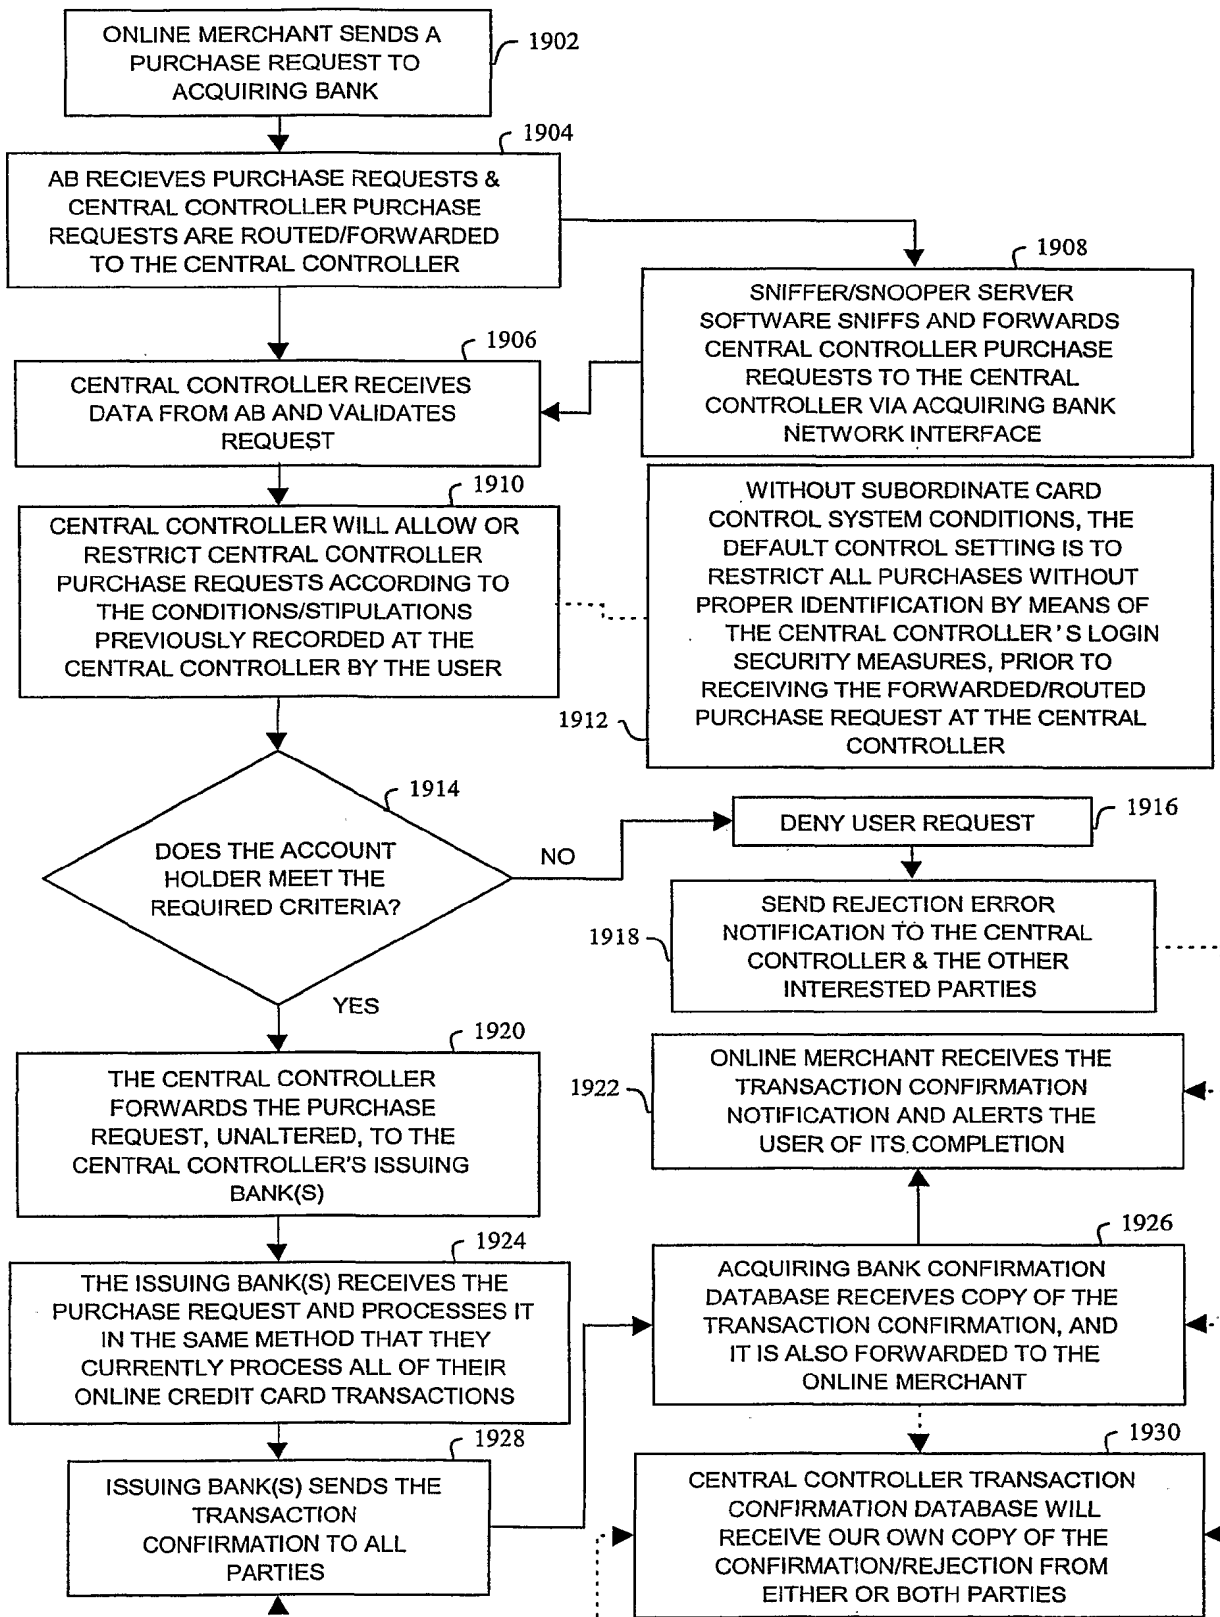 ONLINE MERCHANT SENDS A
PURCHASE REQUEST TO
ACQUIRING BANK
1902
1904
AB RECIEVES PURCHASE REQUESTS &
CENTRAL CONTROLLER PURCHASE
REQUESTS ARE ROUTED/FORWARDED
TO THE CENTRAL CONTROLLER
1908
SNIFFER/SNOOPER SERVER
SOFTWARE SNIFFS AND FORWARDS
CENTRAL CONTROLLER PURCHASE
REQUESTS TO THE CENTRAL
CONTROLLER VIA ACQUIRING BANK
NETWORK INTERFACE
1906
CENTRAL CONTROLLER RECEIVES
DATA FROM AB AND VALIDATES
REQUEST
1910
CENTRAL CONTROLLER WILL ALLOW OR
RESTRICT CENTRAL CONTROLLER
PURCHASE REQUESTS ACCORDING TO
THE CONDITIONS/STIPULATIONS
PREVIOUSLY RECORDED AT THE
CENTRAL CONTROLLER BY THE USER
WITHOUT SUBORDINATE CARD
CONTROL SYSTEM CONDITIONS, THE
DEFAULT CONTROL SETTING IS TO
RESTRICT ALL PURCHASES WITHOUT
PROPER IDENTIFICATION BY MEANS OF
THE CENTRAL CONTROLLER'S LOGIN
SECURITY MEASURES, PRIOR TO
RECEIVING THE FORWARDED/ROUTED
PURCHASE REQUEST AT THE CENTRAL
CONTROLLER
1912
1914
DOES THE ACCOUNT
HOLDER MEET THE
REQUIRED CRITERIA?
NO
YES
DENY USER REQUEST
1916
SEND REJECTION ERROR
NOTIFICATION TO THE CENTRAL
CONTROLLER & THE OTHER
INTERESTED PARTIES
1918
1920
THE CENTRAL CONTROLLER
FORWARDS THE PURCHASE
REQUEST, UNALTERED, TO THE
CENTRAL CONTROLLER'S ISSUING
BANK(S)
ONLINE MERCHANT RECEIVES THE
TRANSACTION CONFIRMATION
NOTIFICATION AND ALERTS THE
USER OF ITS COMPLETION
1922
1924
THE ISSUING BANK(S) RECEIVES THE
PURCHASE REQUEST AND PROCESSES IT
IN THE SAME METHOD THAT THEY
CURRENTLY PROCESS ALL OF THEIR
ONLINE CREDIT CARD TRANSACTIONS
1926
ACQUIRING BANK CONFIRMATION
DATABASE RECEIVES COPY OF THE
TRANSACTION CONFIRMATION, AND
IT IS ALSO FORWARDED TO THE
ONLINE MERCHANT
1928
ISSUING BANK(S) SENDS THE
TRANSACTION
CONFIRMATION TO ALL
PARTIES
1930
CENTRAL CONTROLLER TRANSACTION
CONFIRMATION DATABASE WILL
RECEIVE OUR OWN COPY OF THE
CONFIRMATION/REJECTION FROM
EITHER OR BOTH PARTIES